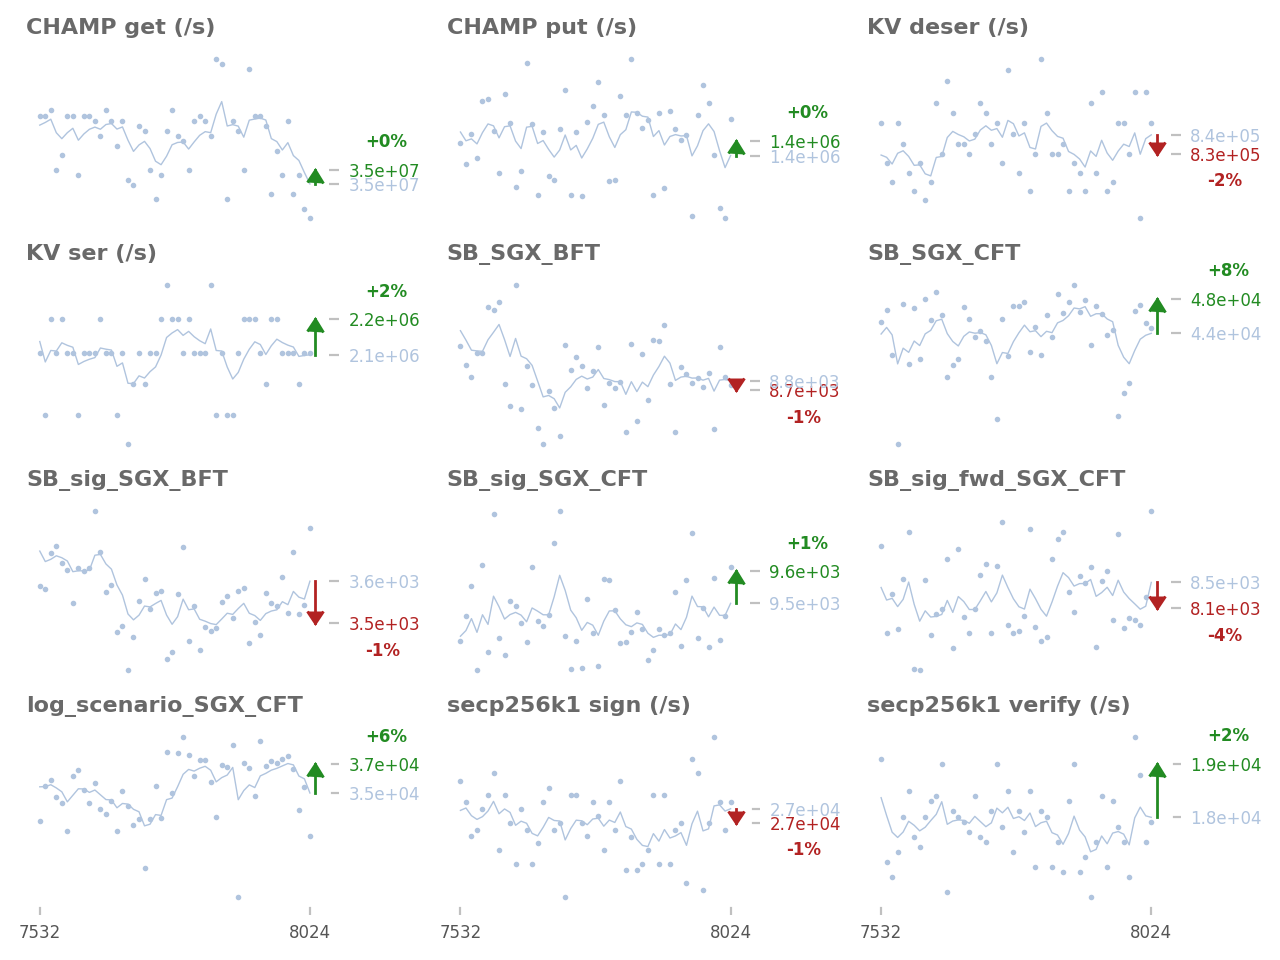 CHAMP get (/s)
+0%
3.5e+07
3.5e+07
CHAMP put (/s)
+0%
1.4e+06
1.4e+06
KV deser (/s)
8.4e+05
8.3e+05
-2%
KV ser (/s)
+2%
2.2e+06
2.1e+06
SB_SGX_BFT
8.8e+03
8.7e+03
-1%
SB_SGX_CFT
+8%
4.8e+04
4.4e+04
SB_sig_SGX_BFT
3.6e+03
3.5e+03
-1%
SB_sig_SGX_CFT
+1%
9.6e+03
9.5e+03
SB_sig_fwd_SGX_CFT
8.5e+03
8.1e+03
-4%
log_scenario_SGX_CFT
+6%
3.7e+04
3.5e+04
secp256k1 sign (/s)
2.7e+04
2.7e+04
-1%
secp256k1 verify (/s)
+2%
1.9e+04
1.8e+04
7532 8024
7532 8024
7532 8024